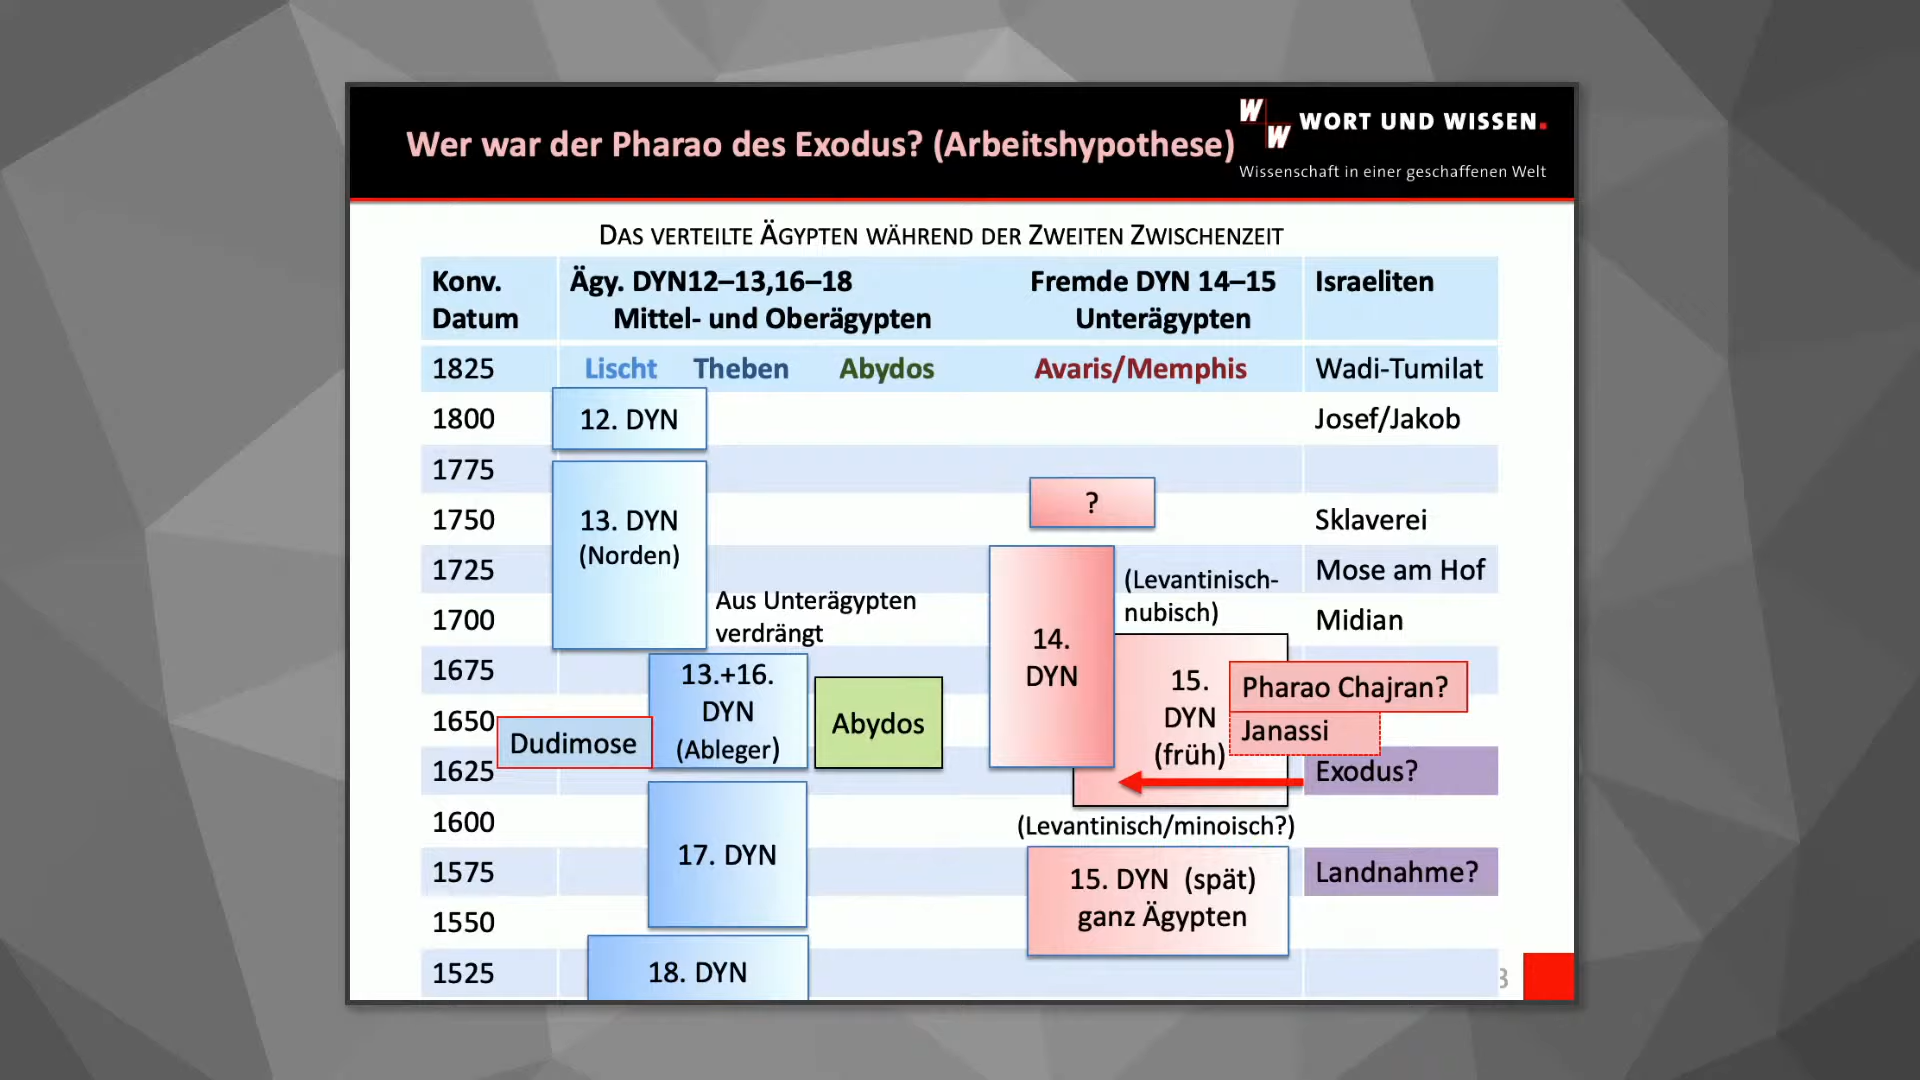 Wer war der Pharao des Exodus? (Arbeitshypothese)
W
W
WORT UND WISSEN.
Wissenschaft in einer geschaffenen Welt
DAS VERTEILTE ÄGYPTEN WÄHREND DER ZWEITEN ZWISCHENZEIT
Konv. Datum
Ägy. DYN12–13,16–18
Mittel- und Oberägypten
Fremde DYN 14–15
Unterägypten
Israeliten
1825 Lischt Theben Abydos Avaris/Memphis Wadi-Tumilat
1800 12. DYN Josef/Jakob
1775
?
1750 13. DYN Sklaverei
(Norden)
1725 Mose am Hof
(Levantinisch-
nubisch)
Aus Unterägypten
verdrängt
1700 Midian
14.
DYN
1675 13.+16.
DYN
(Ableger)
15.
DYN
(früh)
Pharao Chajran?
1650 Abydos Janassi
Dudimose
1625 Exodus?
1600 (Levantinisch/minoisch?)
17. DYN
1575 15. DYN (spät) Landnahme?
ganz Ägypten
1550
1525 18. DYN